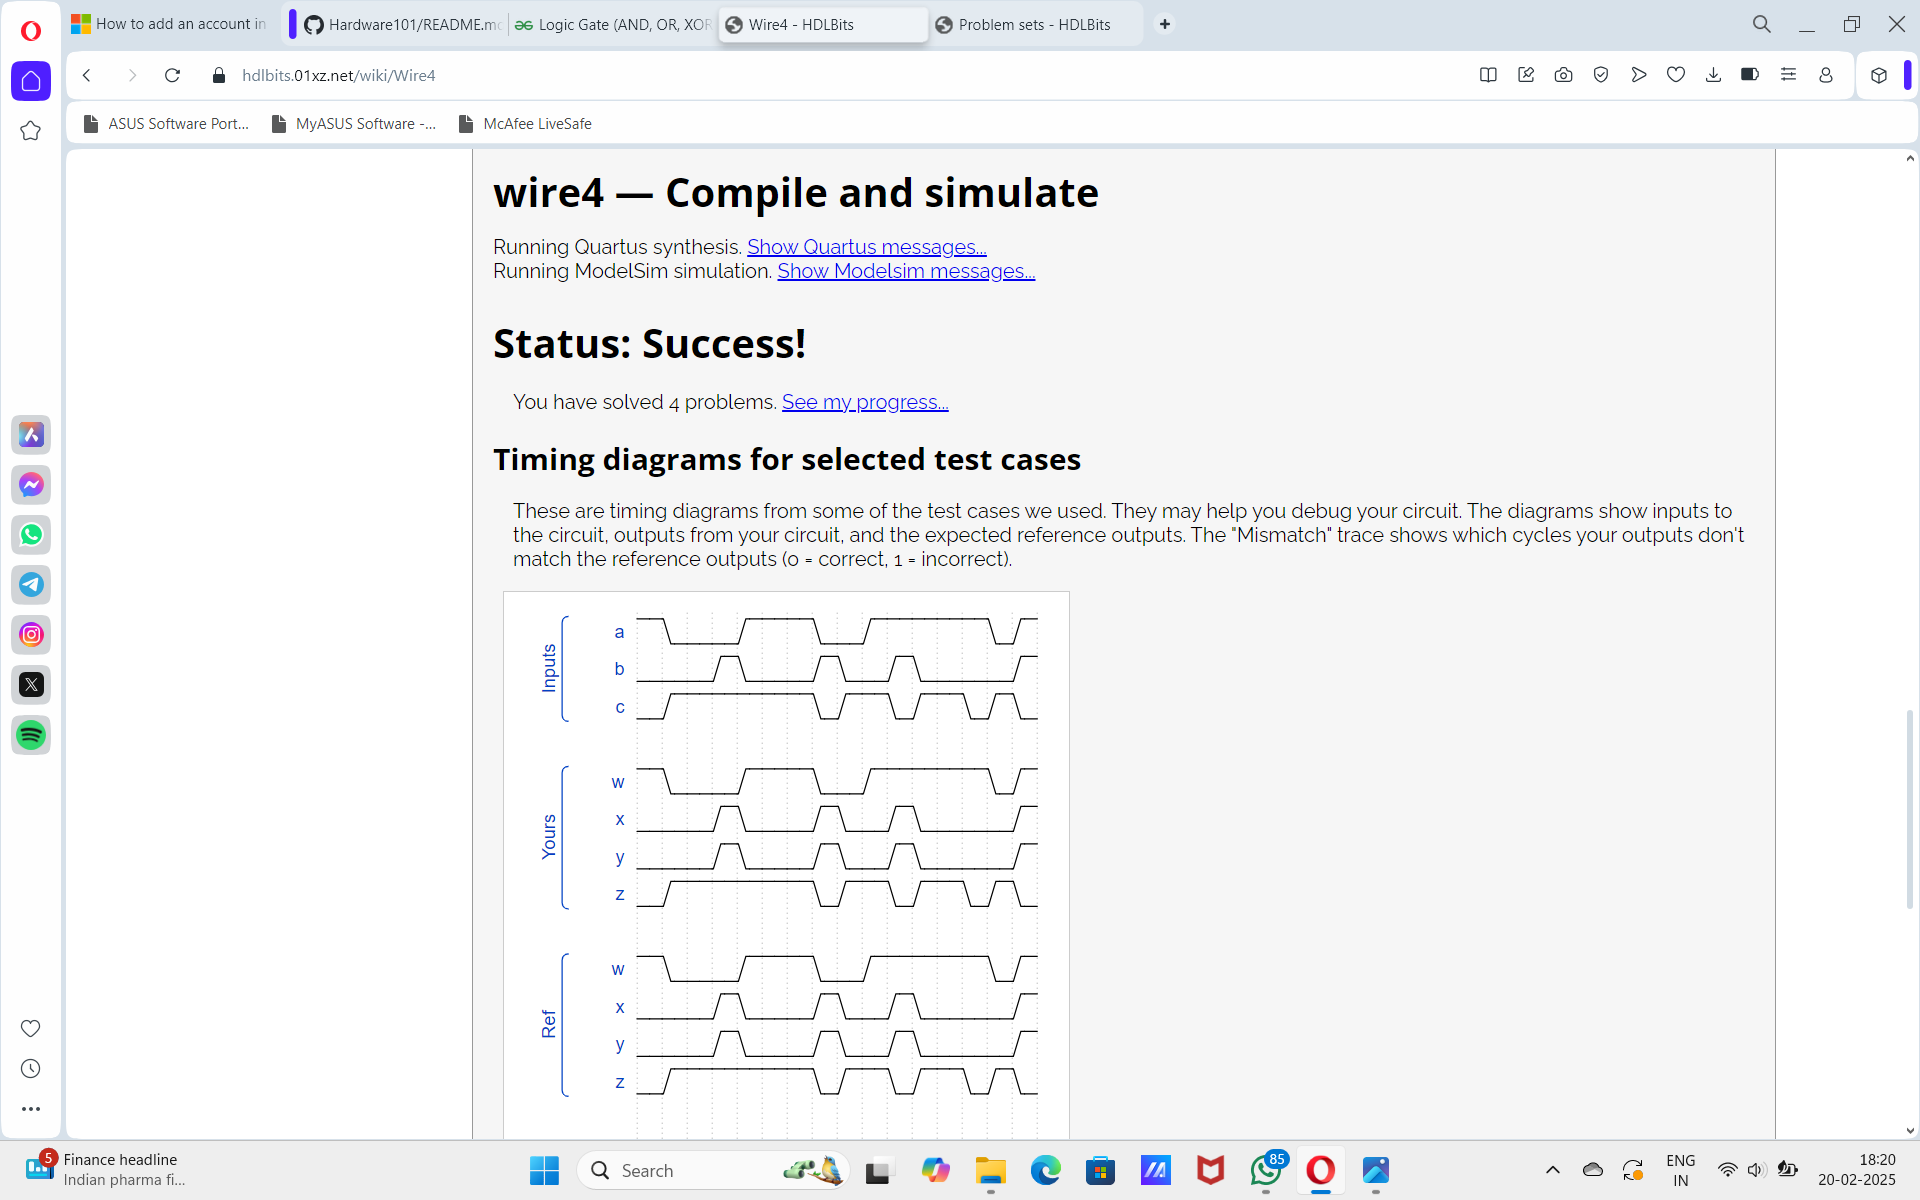 How to add an account in
Hardware101/README.mc
Logic Gate (AND, OR, XOR
Wire4 - HDLBits
Problem sets - HDLBits
hdlbits.01xz.net/wiki/Wire4
ASUS Software Port...
MyASUS Software -...
McAfee LiveSafe
wire4 — Compile and simulate
Running Quartus synthesis. Show Quartus messages...
Running ModelSim simulation. Show Modelsim messages...
Status: Success!
You have solved 4 problems. See my progress...
Timing diagrams for selected test cases
These are timing diagrams from some of the test cases we used. They may help you debug your circuit. The diagrams show inputs to
the circuit, outputs from your circuit, and the expected reference outputs. The "Mismatch" trace shows which cycles your outputs don't
match the reference outputs (0 = correct, 1 = incorrect).
Inputs
a
b
c
Yours
w
x
y
z
Ref
w
x
y
z
5
Finance headline
Indian pharma fi...
Search
85
ENG
IN
18:20
20-02-2025